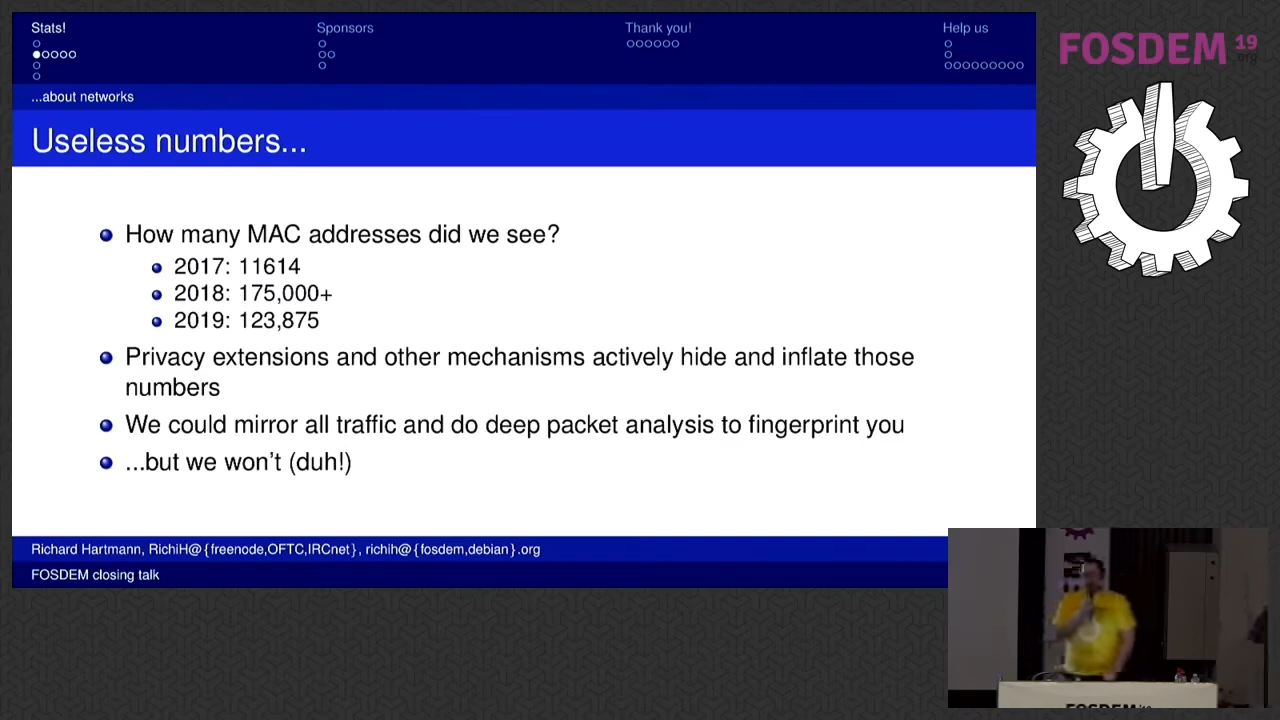 Stats!
Sponsors
Thank you!
Help us
...about networks
Useless numbers...
How many MAC addresses did we see?
2017: 11614
2018: 175,000+
2019: 123,875
Privacy extensions and other mechanisms actively hide and inflate those
numbers
We could mirror all traffic and do deep packet analysis to fingerprint you
...but we won't (duh!)
Richard Hartmann, RichiH@{freenode,OFTC,IRCnet}, richih@{fosdem,debian}.org
FOSDEM closing talk
FOSDEM 19
.org
FOSDEM'19